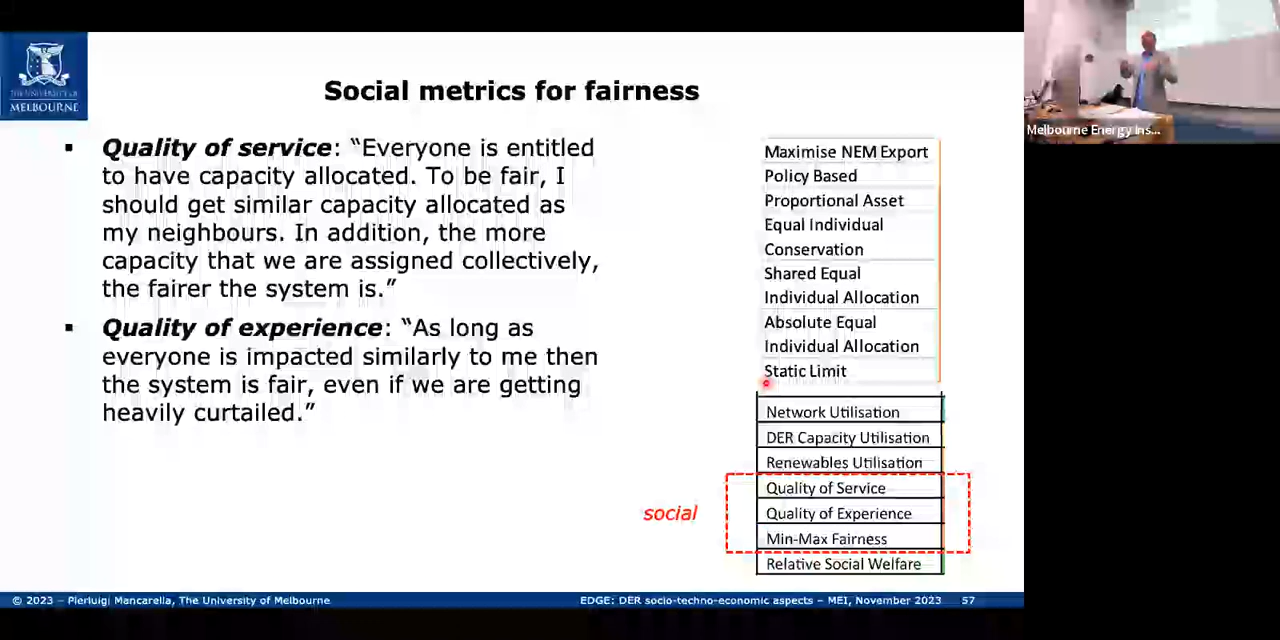 THE UNIVERSITY OF
MELBOURNE
Social metrics for fairness
▪ Quality of service: “Everyone is entitled
to have capacity allocated. To be fair, I
should get similar capacity allocated as
my neighbours. In addition, the more
capacity that we are assigned collectively,
the fairer the system is.”
▪ Quality of experience: “As long as
everyone is impacted similarly to me then
the system is fair, even if we are getting
heavily curtailed.”
Maximise NEM Export
Policy Based
Proportional Asset
Equal Individual
Conservation
Shared Equal
Individual Allocation
Absolute Equal
Individual Allocation
Static Limit
Network Utilisation
DER Capacity Utilisation
Renewables Utilisation
Quality of Service
Quality of Experience
Min-Max Fairness
Relative Social Welfare
social
© 2023 – Pierluigi Mancarella, The University of Melbourne
EDGE: DER socio-techno-economic aspects – MEI, November 2023 57
Melbourne Energy Ins...